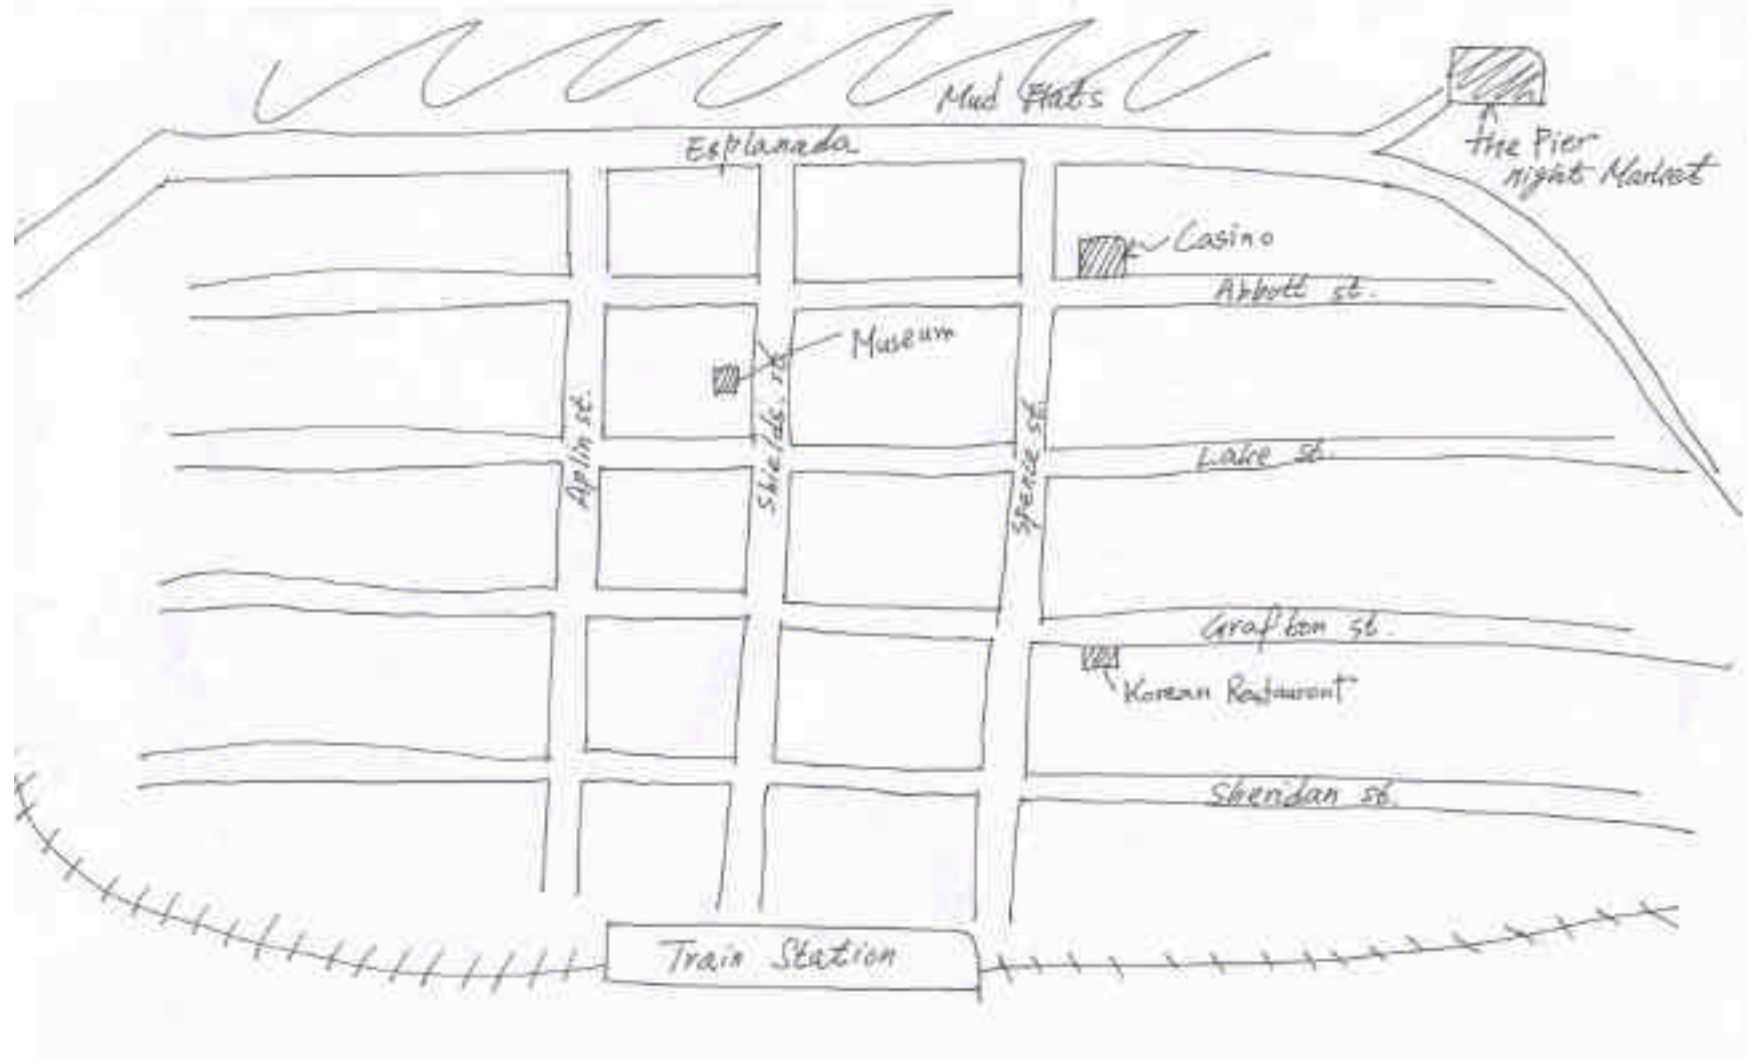 Mud Flats
Esplanada
the Pier
night Market
Casino
Abbott st.
Museum
Aplin st.
Shields. st
Spence st.
Lake st.
Grafton st.
Korean Restaurant
Sheridan st.
Train Station